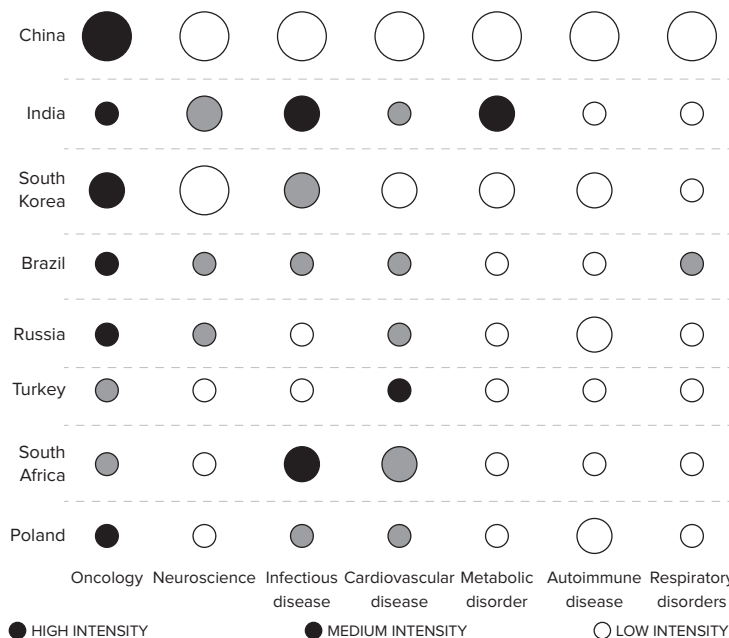 China
India
South
Korea
Brazil
Russia
Turkey
South
Africa
Poland
Oncology Neuroscience Infectious Cardiovascular Metabolic Autoimmune Respiratory
disease disease disorder disease disorders
HIGH INTENSITY MEDIUM INTENSITY LOW INTENSITY